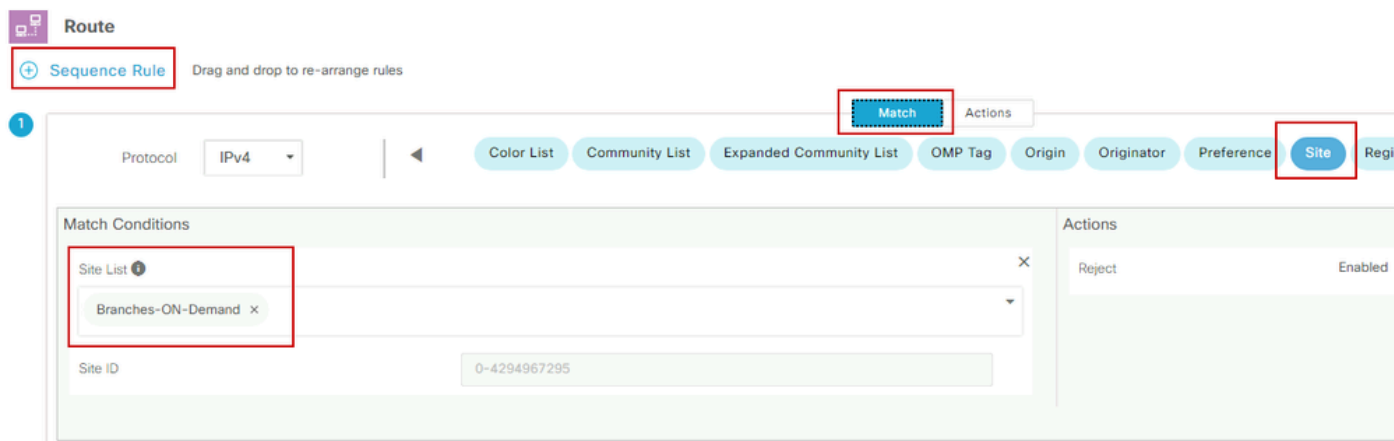 Route
Sequence Rule Drag and drop to re-arrange rules
Match Actions
1
Protocol IPv4 Color List Community List Expanded Community List OMP Tag Origin Originator Preference Site Regi
Match Conditions Actions
Site List
Reject Enabled
Branches-ON-Demand ×
Site ID 0-4294967295